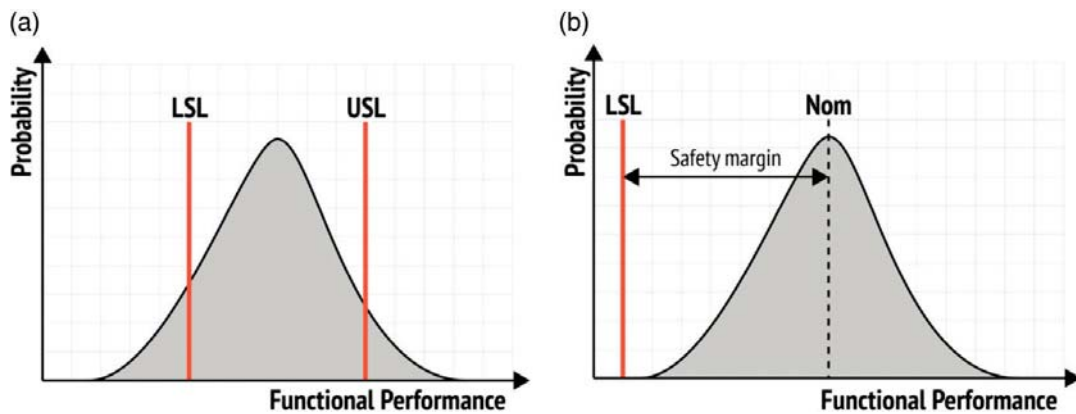 (a)
Probability
LSL
USL
Functional Performance
(b)
Probability
LSL
Nom
Safety margin
Functional Performance